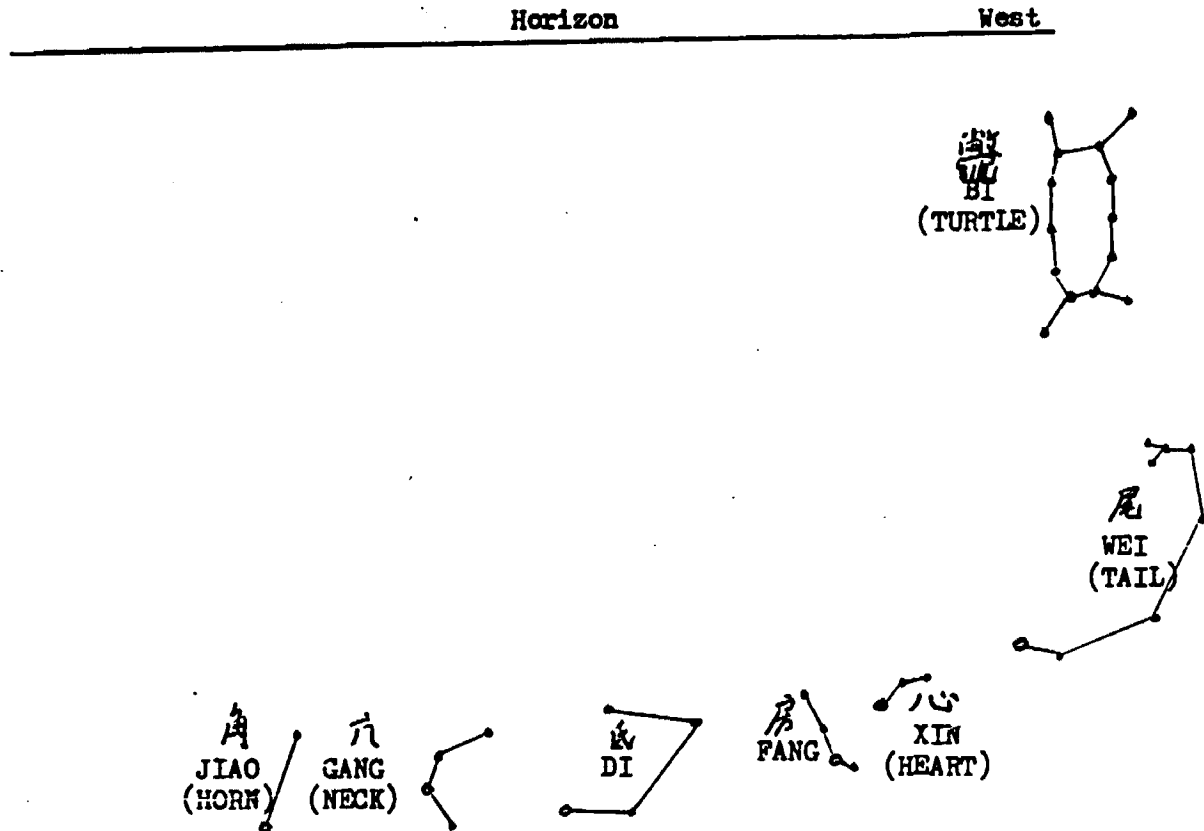 Horizon West
鼈
BI
(TURTLE)
尾
WEI
(TAIL)
角
JIAO
(HORN)
亢
GANG
(NECK)
氐
DI
房
FANG
心
XIN
(HEART)